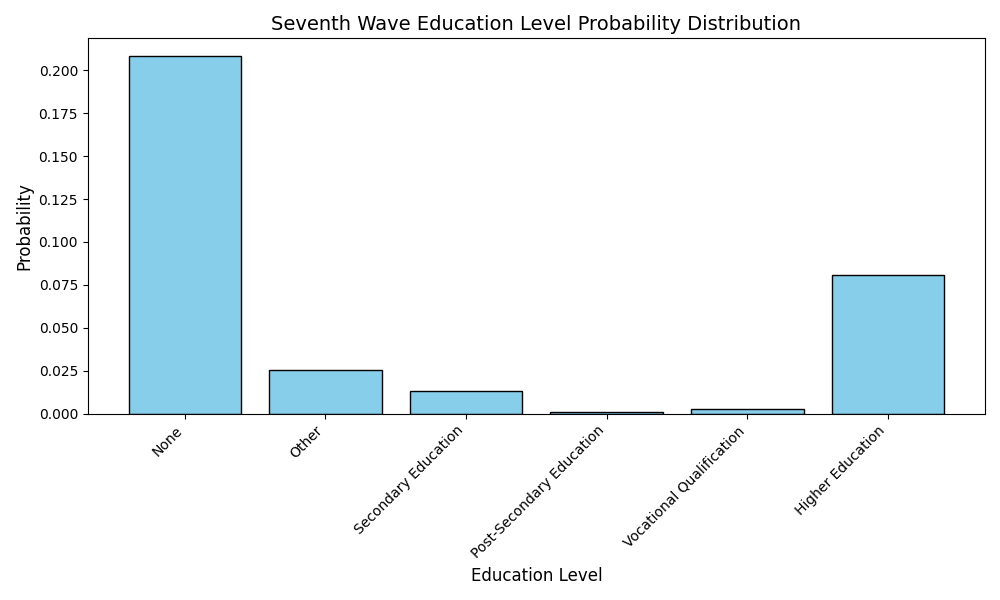 Seventh Wave Education Level Probability Distribution
Probability
0.200
0.175
0.150
0.125
0.100
0.075
0.050
0.025
0.000
None
Other
Secondary Education
Post-Secondary Education
Vocational Qualification
Higher Education
Education Level